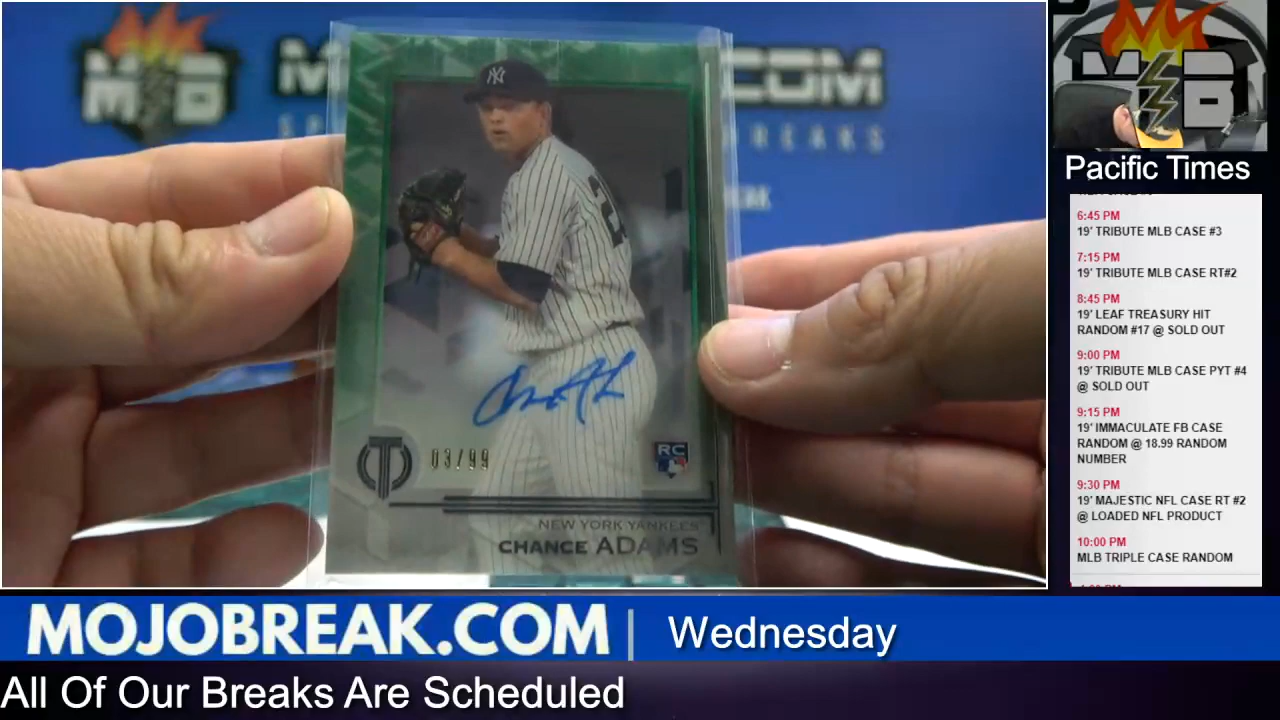 M B
.COM
BREAKS
NY
03/99
RC
NEW YORK YANKEES
CHANCE ADAMS
M B
Pacific Times
6:45 PM
19' TRIBUTE MLB CASE #3
7:15 PM
19' TRIBUTE MLB CASE RT#2
8:45 PM
19' LEAF TREASURY HIT
RANDOM #17 @ SOLD OUT
9:00 PM
19' TRIBUTE MLB CASE PYT #4
@ SOLD OUT
9:15 PM
19' IMMACULATE FB CASE
RANDOM @ 18.99 RANDOM
NUMBER
9:30 PM
19' MAJESTIC NFL CASE RT #2
@ LOADED NFL PRODUCT
10:00 PM
MLB TRIPLE CASE RANDOM
MOJOBREAK.COM | Wednesday
All Of Our Breaks Are Scheduled